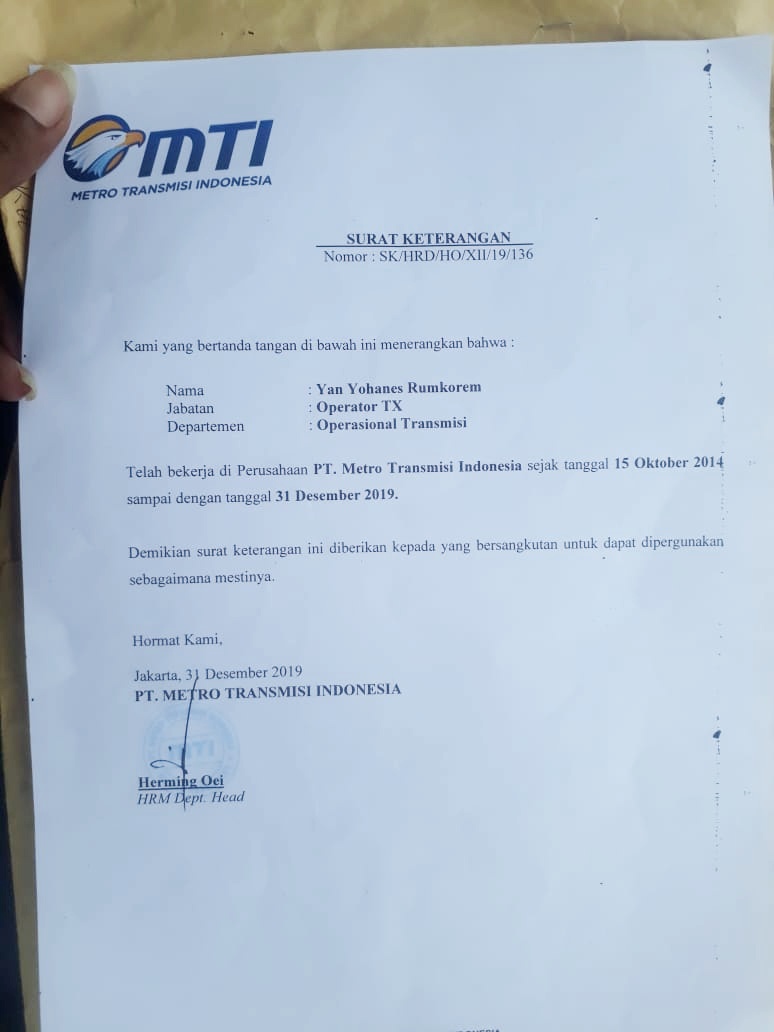 MTI
METRO TRANSMISI INDONESIA
SURAT KETERANGAN
Nomor : SK/HRD/HO/XII/19/136
Kami yang bertanda tangan di bawah ini menerangkan bahwa :
Nama : Yan Yohanes Rumkorem
Jabatan : Operator TX
Departemen : Operasional Transmisi
Telah bekerja di Perusahaan PT. Metro Transmisi Indonesia sejak tanggal 15 Oktober 2014
sampai dengan tanggal 31 Desember 2019.
Demikian surat keterangan ini diberikan kepada yang bersangkutan untuk dapat dipergunakan
sebagaimana mestinya.
Hormat Kami,
Jakarta, 31 Desember 2019
PT. METRO TRANSMISI INDONESIA
MTI
Herming Oei
HRM Dept. Head